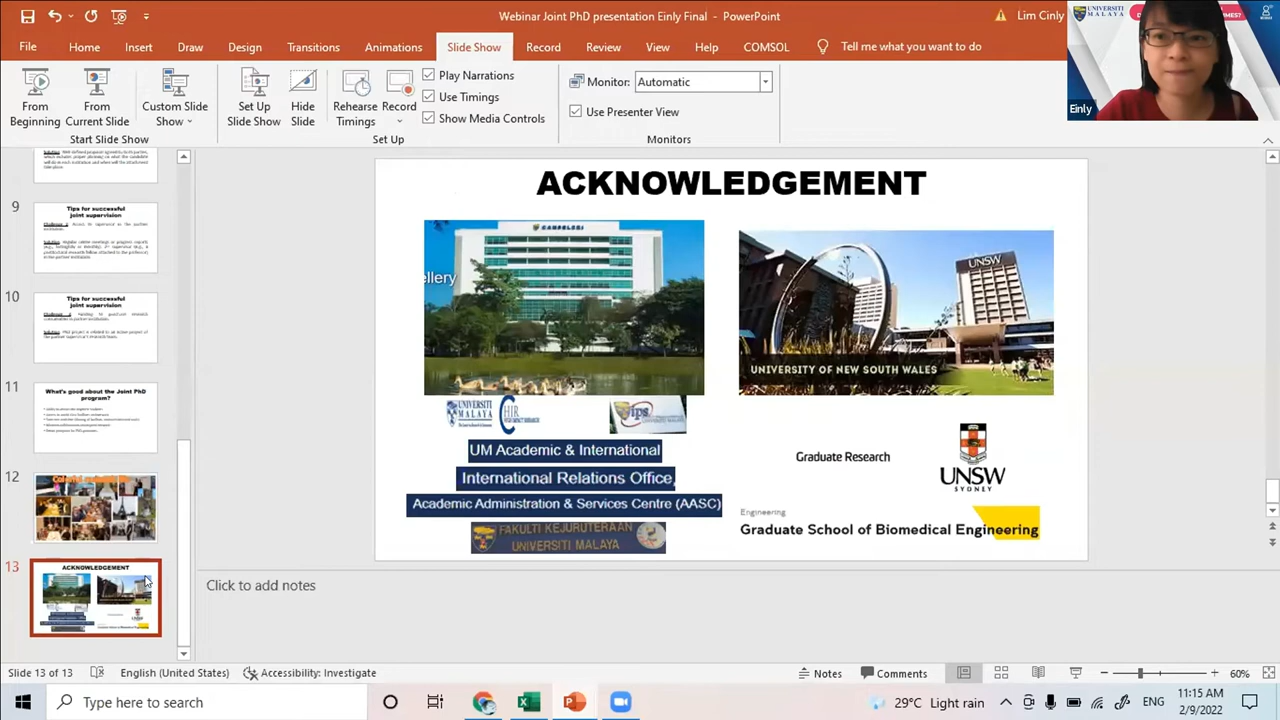 Webinar Joint PhD presentation Einly Final - PowerPoint
Lim Cinly
File Home Insert Draw Design Transitions Animations Slide Show Record Review View Help COMSOL Tell me what you want to do
From Beginning
From Current Slide
Custom Slide Show
Set Up Slide Show
Hide Slide
Rehearse Timings
Record
Play Narrations
Use Timings
Show Media Controls
Monitor: Automatic
Use Presenter View
Start Slide Show
Set Up
Monitors
UNIVERSITI MALAYA
Einly
9
Tips for successful
joint supervision
10
Tips for successful
joint supervision
11
What's good about the Joint PhD
program?
12
13
ACKNOWLEDGEMENT
ACKNOWLEDGEMENT
CANSELERI
ellery
UNSW
UNIVERSITY OF NEW SOUTH WALES
UNIVERSITI MALAYA
UM Academic & International
International Relations Office,
Academic Administration & Services Centre (AASC)
FAKULTI KEJURUTERAAN
UNIVERSITI MALAYA
Graduate Research
UNSW
SYDNEY
Engineering
Graduate School of Biomedical Engineering
Click to add notes
Slide 13 of 13
English (United States)
Accessibility: Investigate
Notes
Comments
60%
Type here to search
29°C Light rain
ENG
11:15 AM
2/9/2022